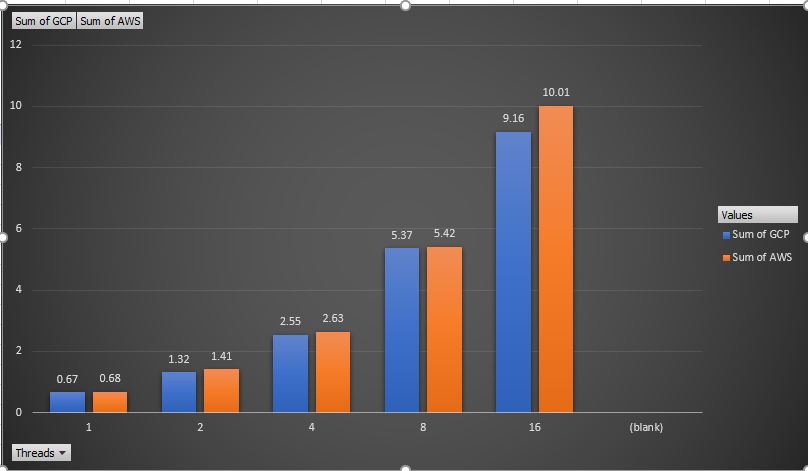 Sum of GCP Sum of AWS
12
10
8
6
4
2
0
0.67 0.68
1.32 1.41
2.55 2.63
5.37 5.42
9.16 10.01
1 2 4 8 16 (blank)
Values
Sum of GCP
Sum of AWS
Threads